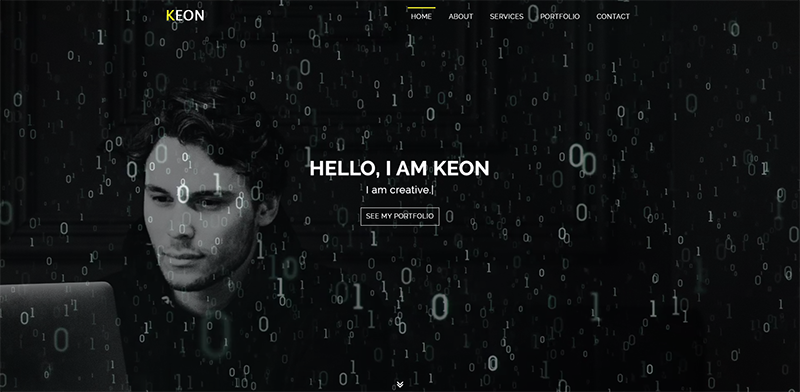 KEON
HOME ABOUT SERVICES PORTFOLIO CONTACT
HELLO, I AM KEON
I am creative.|
SEE MY PORTFOLIO